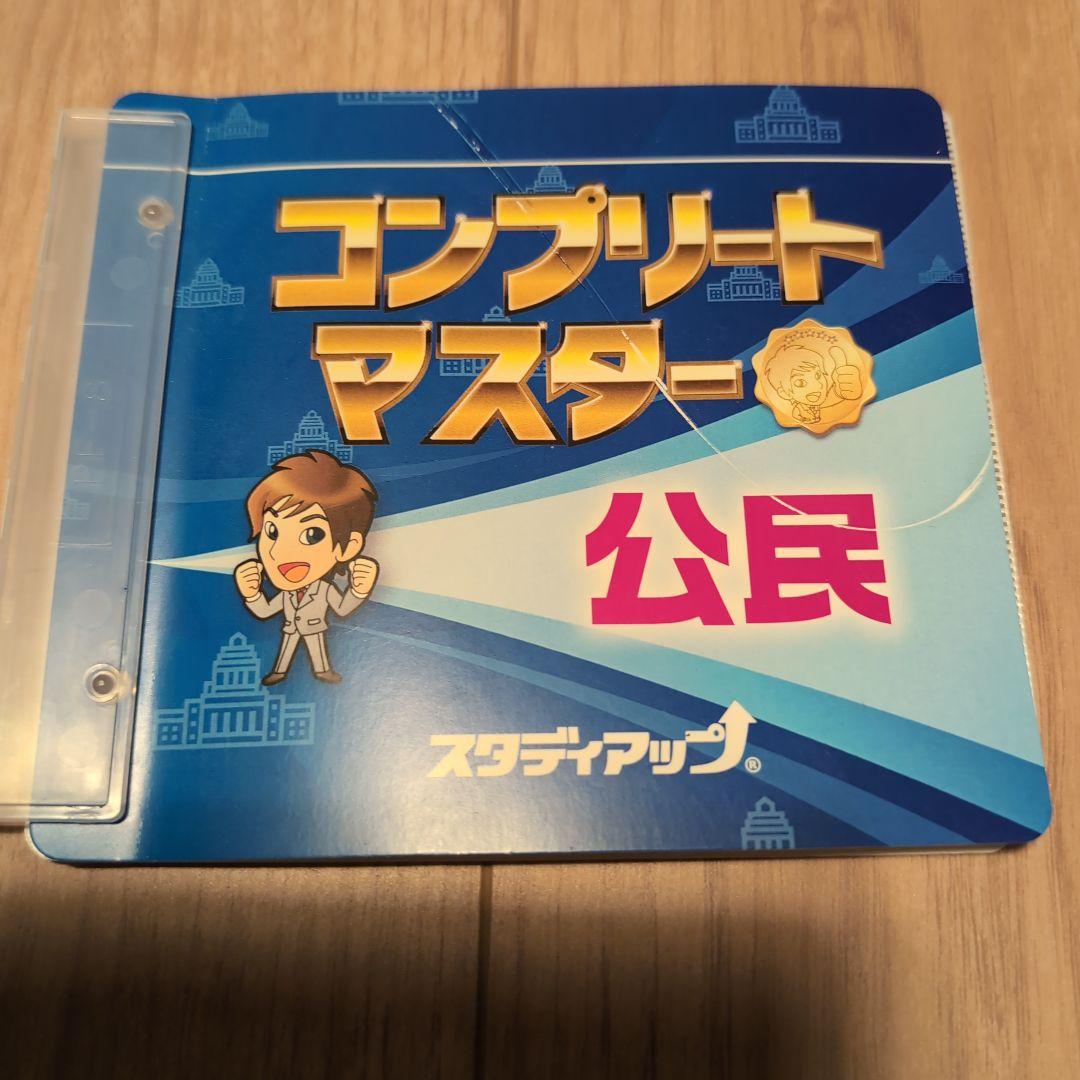 コンプリート
マスター
公民
スタディアップ®